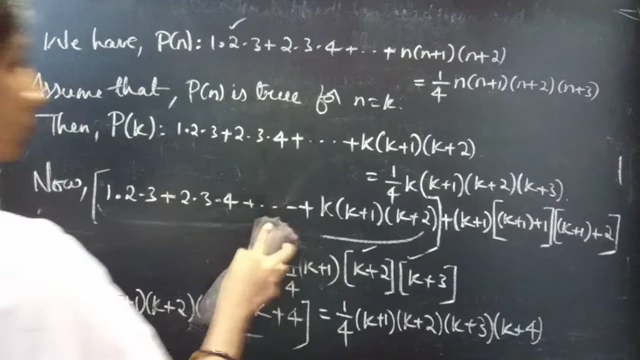 We have, P(n): 1·2·3+2·3·4+···+n(n+1)(n+2)
= 1/4 n(n+1)(n+2)(n+3)
Assume that, P(n) is true for n=k.
Then, P(k): 1·2·3+2·3·4+····+k(k+1)(k+2)
= 1/4 k(k+1)(k+2)(k+3)
Now, [1·2·3+2·3·4+···+k(k+1)(k+2)]+(k+1)[(k+1)+1][(k+1)+2]
(k+1)[k+2][k+3]
)(k+2)( k+4] = 1/4 (k+1)(k+2)(k+3)(k+4)